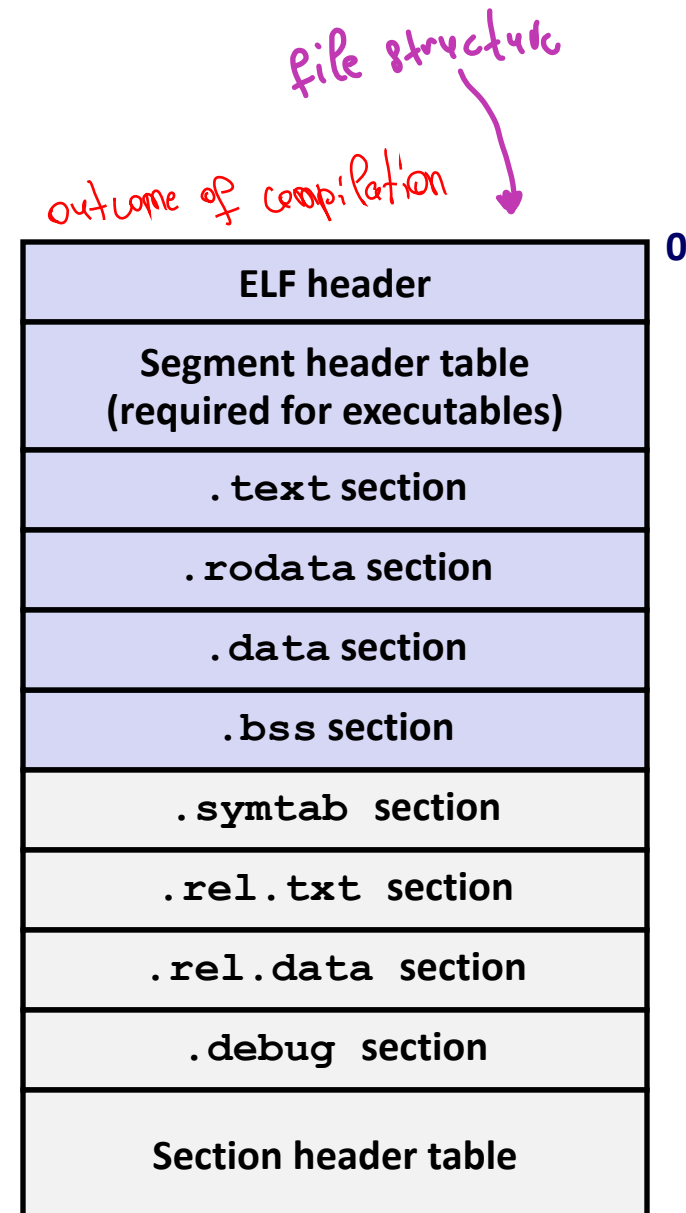 file structure
outcome of compilation
0
ELF header
Segment header table
(required for executables)
.text section
.rodata section
.data section
.bss section
.symtab section
.rel.txt section
.rel.data section
.debug section
Section header table